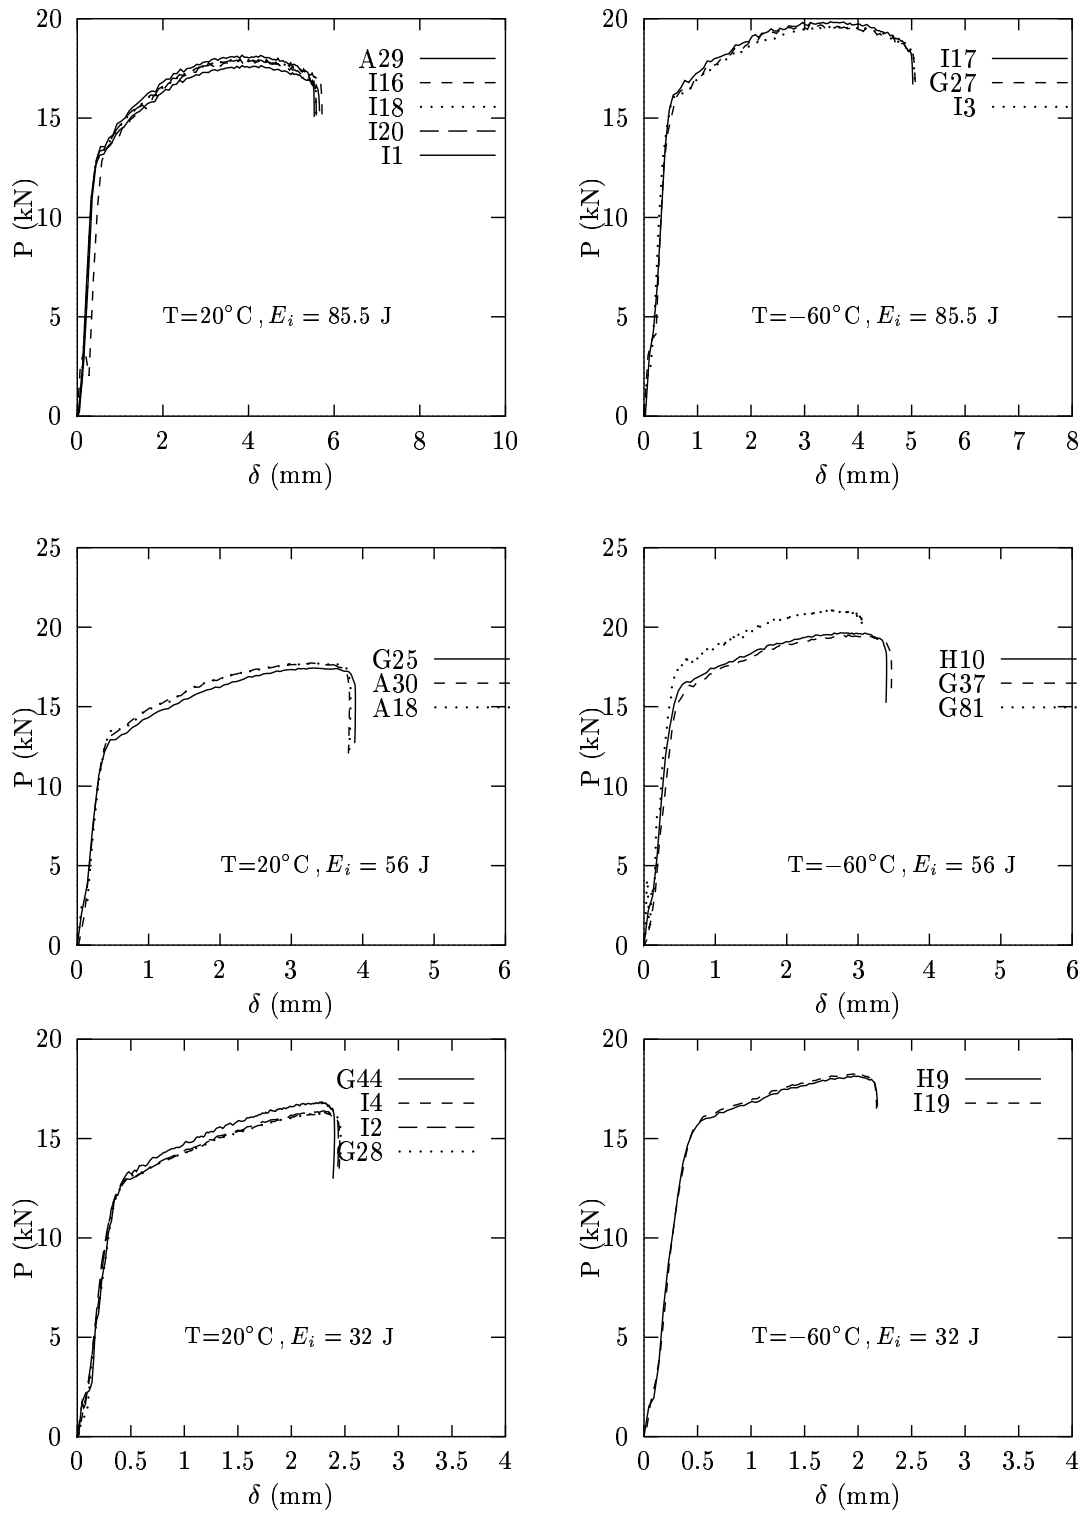 20
15
10
5
0
P (kN)
A29
I16
I18
I20
I1
T=20°C , E_i = 85.5 J
0 2 4 6 8 10
δ (mm)
20
15
10
5
0
P (kN)
I17
G27
I3
T=−60°C , E_i = 85.5 J
0 1 2 3 4 5 6 7 8
δ (mm)
25
20
15
10
5
0
P (kN)
G25
A30
A18
T=20°C , E_i = 56 J
0 1 2 3 4 5 6
δ (mm)
25
20
15
10
5
0
P (kN)
H10
G37
G81
T=−60°C , E_i = 56 J
0 1 2 3 4 5 6
δ (mm)
20
15
10
5
0
P (kN)
G44
I4
I2
G28
T=20°C , E_i = 32 J
0 0.5 1 1.5 2 2.5 3 3.5 4
δ (mm)
20
15
10
5
0
P (kN)
H9
I19
T=−60°C , E_i = 32 J
0 0.5 1 1.5 2 2.5 3 3.5 4
δ (mm)